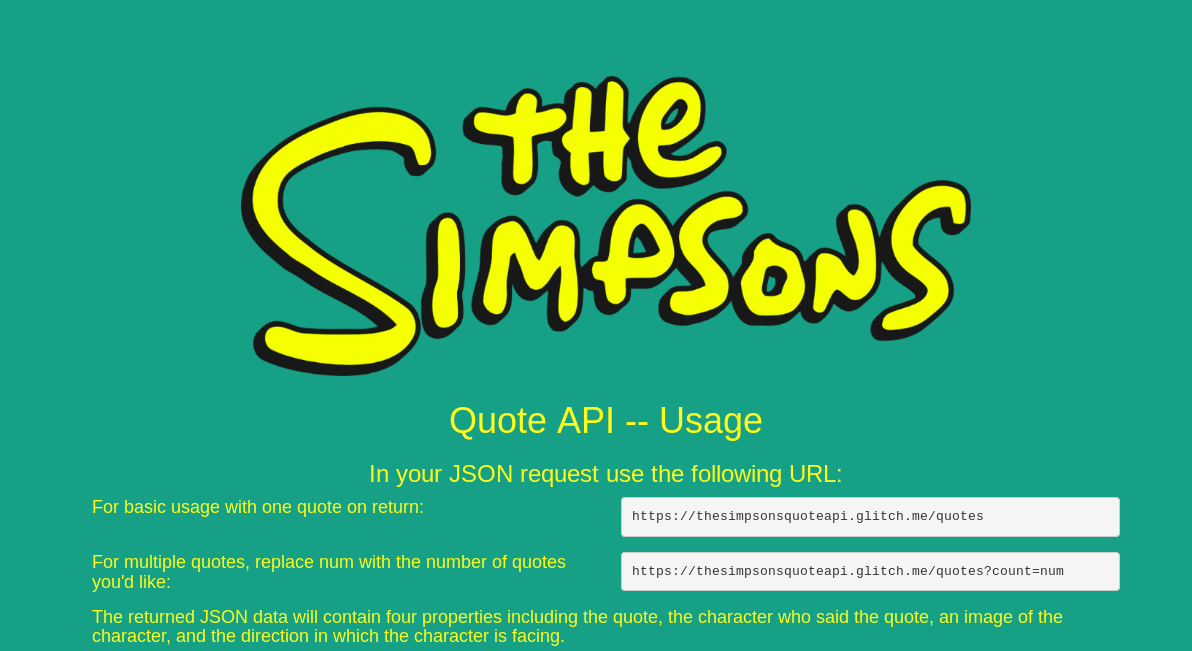 THE
SIMPSONS
Quote API -- Usage
In your JSON request use the following URL:
For basic usage with one quote on return:
https://thesimpsonsquoteapi.glitch.me/quotes
For multiple quotes, replace num with the number of quotes
you'd like:
https://thesimpsonsquoteapi.glitch.me/quotes?count=num
The returned JSON data will contain four properties including the quote, the character who said the quote, an image of the
character, and the direction in which the character is facing.